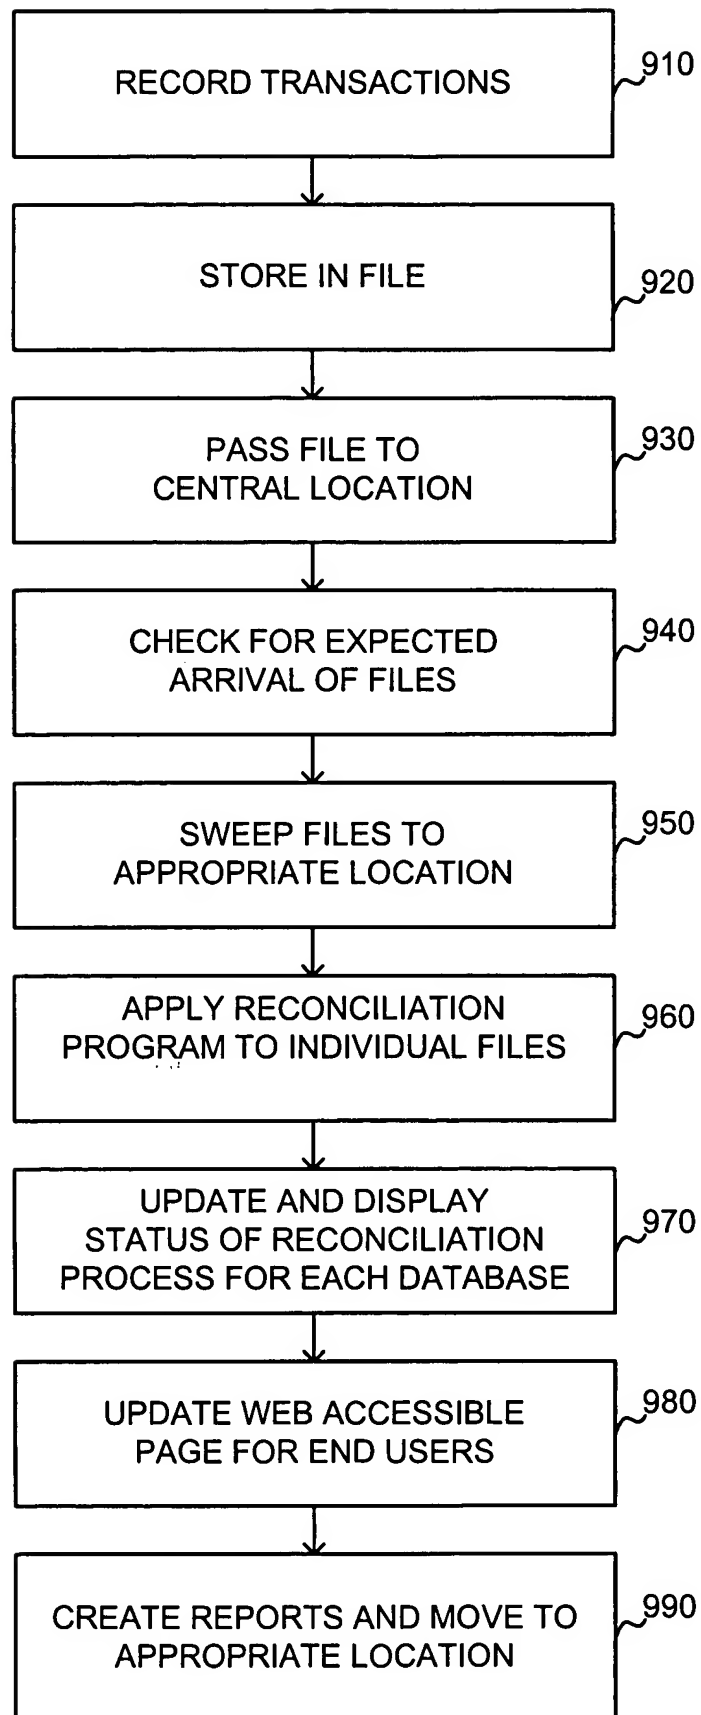 RECORD TRANSACTIONS
910
STORE IN FILE
920
PASS FILE TO
CENTRAL LOCATION
930
CHECK FOR EXPECTED
ARRIVAL OF FILES
940
SWEEP FILES TO
APPROPRIATE LOCATION
950
APPLY RECONCILIATION
PROGRAM TO INDIVIDUAL FILES
960
UPDATE AND DISPLAY
STATUS OF RECONCILIATION
PROCESS FOR EACH DATABASE
970
UPDATE WEB ACCESSIBLE
PAGE FOR END USERS
980
CREATE REPORTS AND MOVE TO
APPROPRIATE LOCATION
990